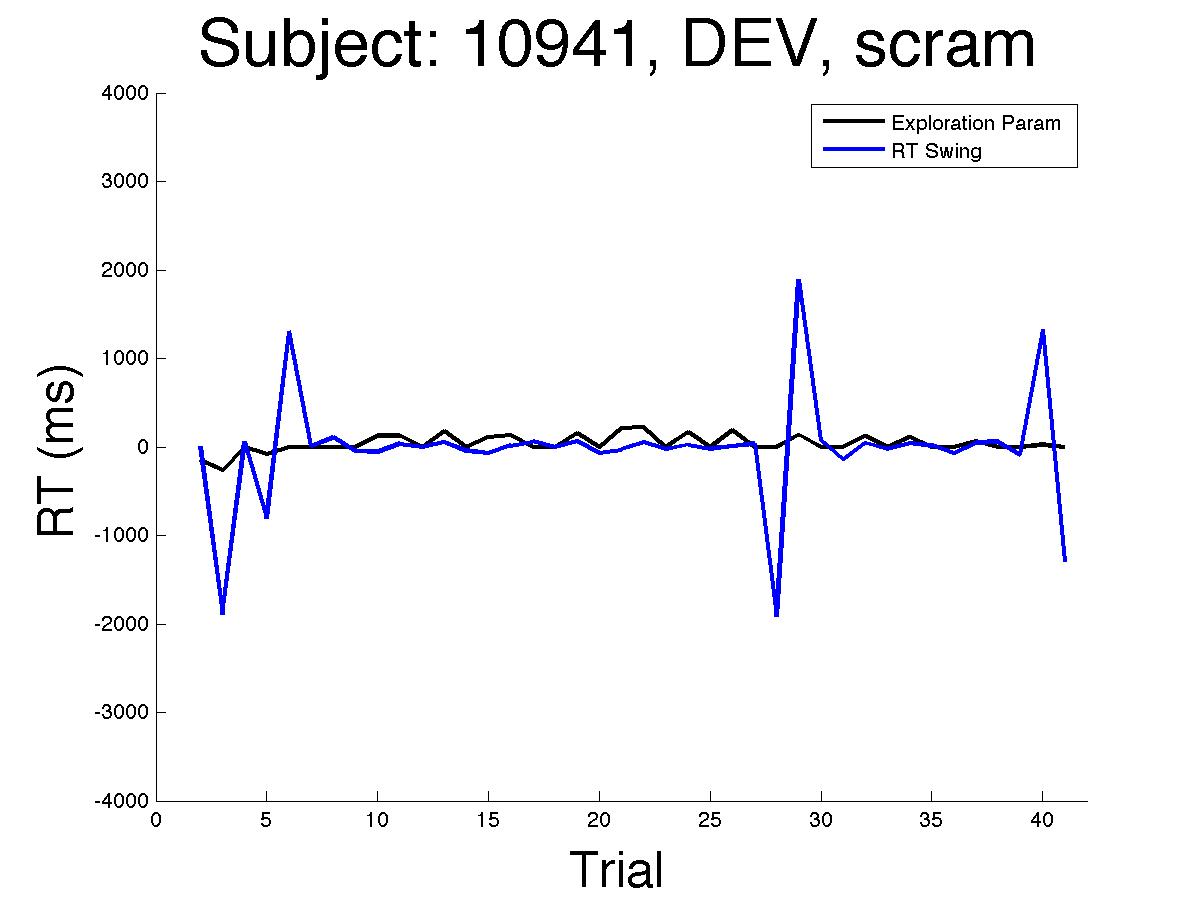 Subject: 10941, DEV, scram
4000
3000
2000
1000
0
-1000
-2000
-3000
-4000
RT (ms)
Exploration Param
RT Swing
0 5 10 15 20 25 30 35 40
Trial